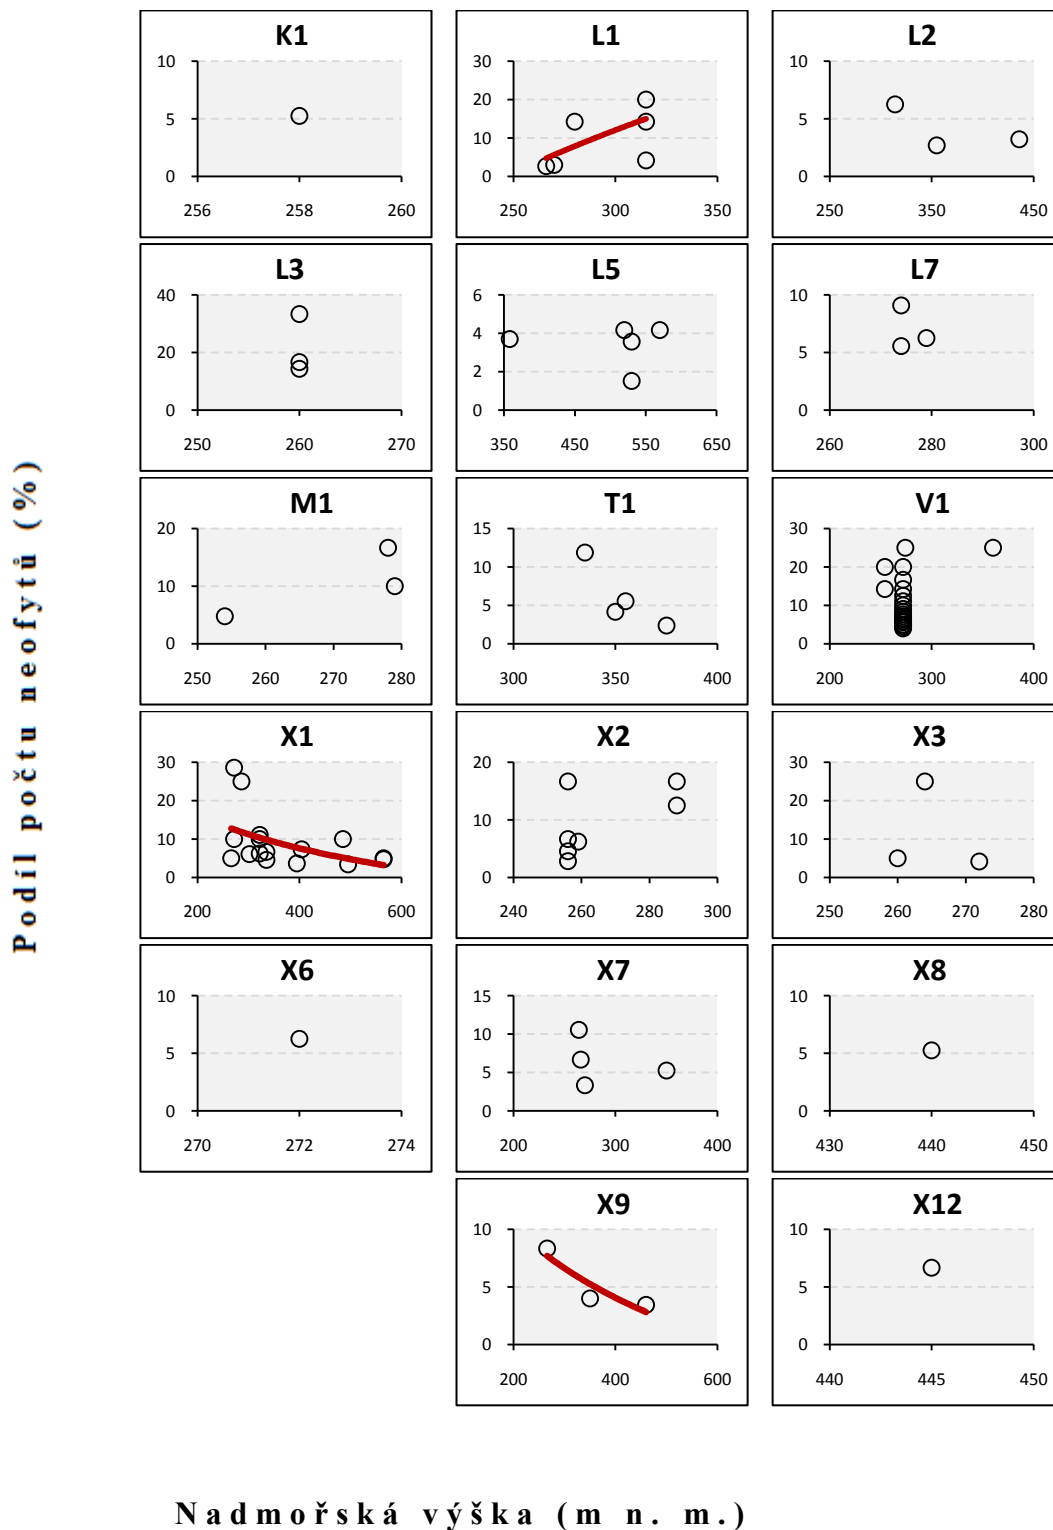 K1
10
5
0
256 258 260
L1
30
20
10
0
250 300 350
L2
10
5
0
250 350 450
L3
40
20
0
250 260 270
L5
6
4
2
0
350 450 550 650
L7
10
5
0
260 280 300
M1
20
10
0
250 260 270 280
T1
15
10
5
0
300 350 400
V1
30
20
10
0
200 300 400
X1
30
20
10
0
200 400 600
X2
20
10
0
240 260 280 300
X3
30
20
10
0
250 260 270 280
X6
10
5
0
270 272 274
X7
15
10
5
0
200 300 400
X8
10
5
0
430 440 450
X9
10
5
0
200 400 600
X12
10
5
0
440 445 450
Podíl počtu neofytů (%)
Nadmořská výška (m n. m.)